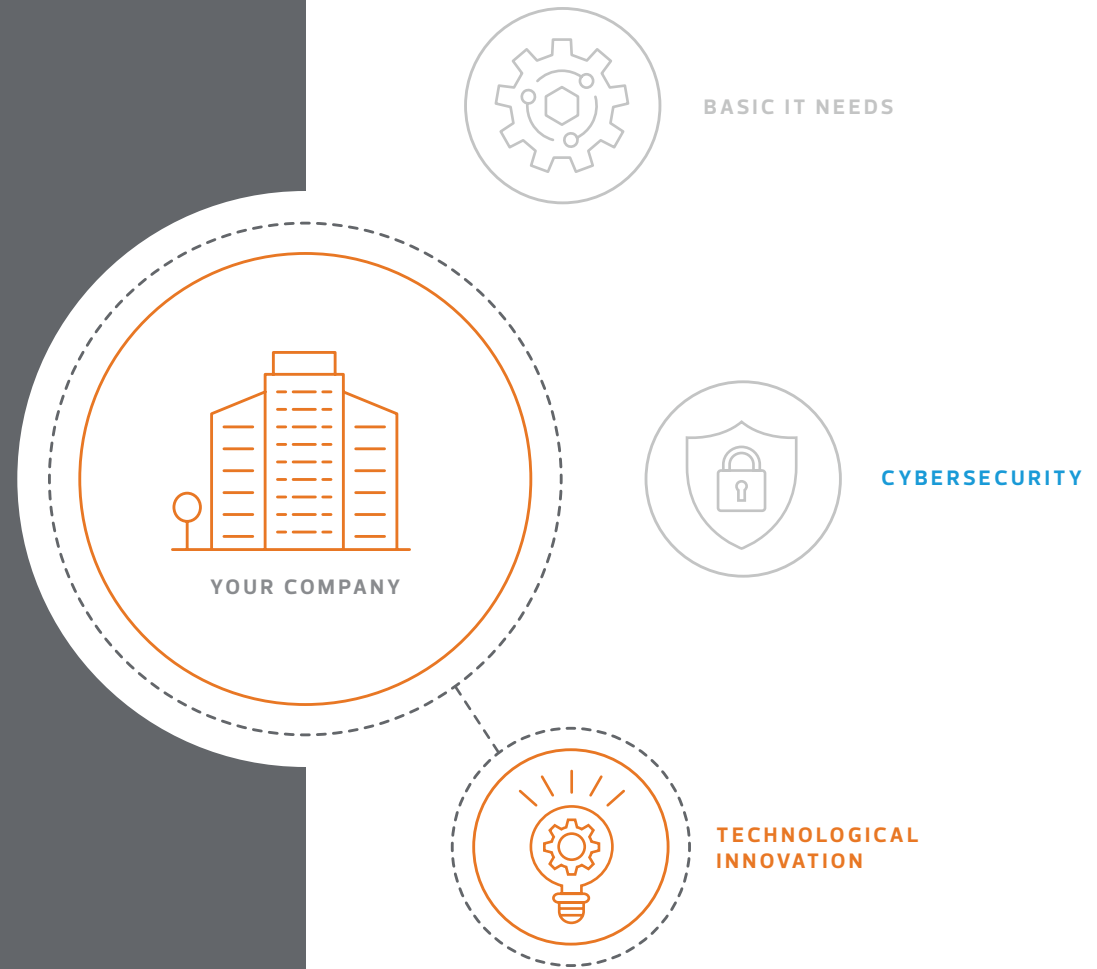 BASIC IT NEEDS
CYBERSECURITY
YOUR COMPANY
TECHNOLOGICAL
INNOVATION